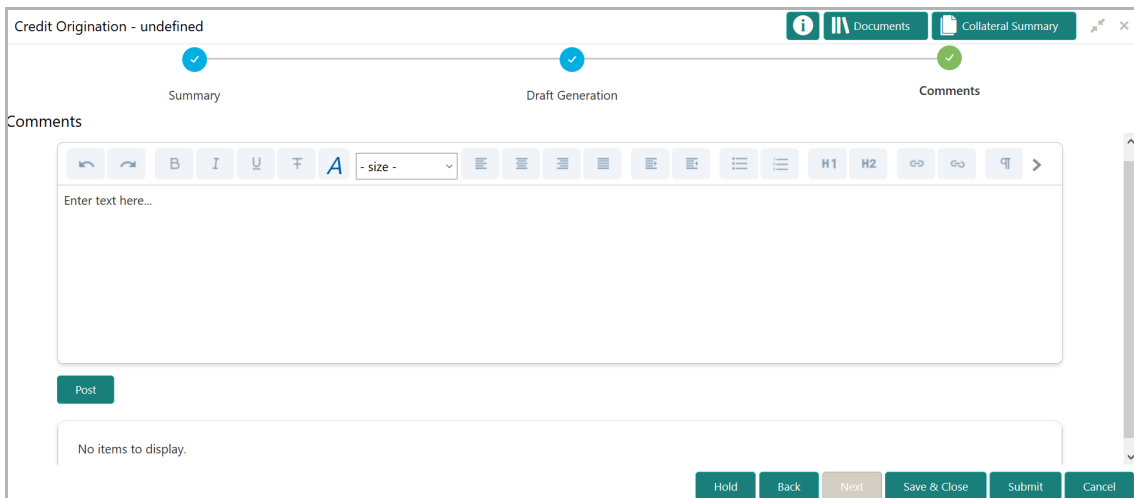 Credit Origination - undefined
Documents
Collateral Summary
Summary
Draft Generation
Comments
Comments
B I U T A - size - H1 H2 ¶
Enter text here...
Post
No items to display.
Hold Back Next Save & Close Submit Cancel